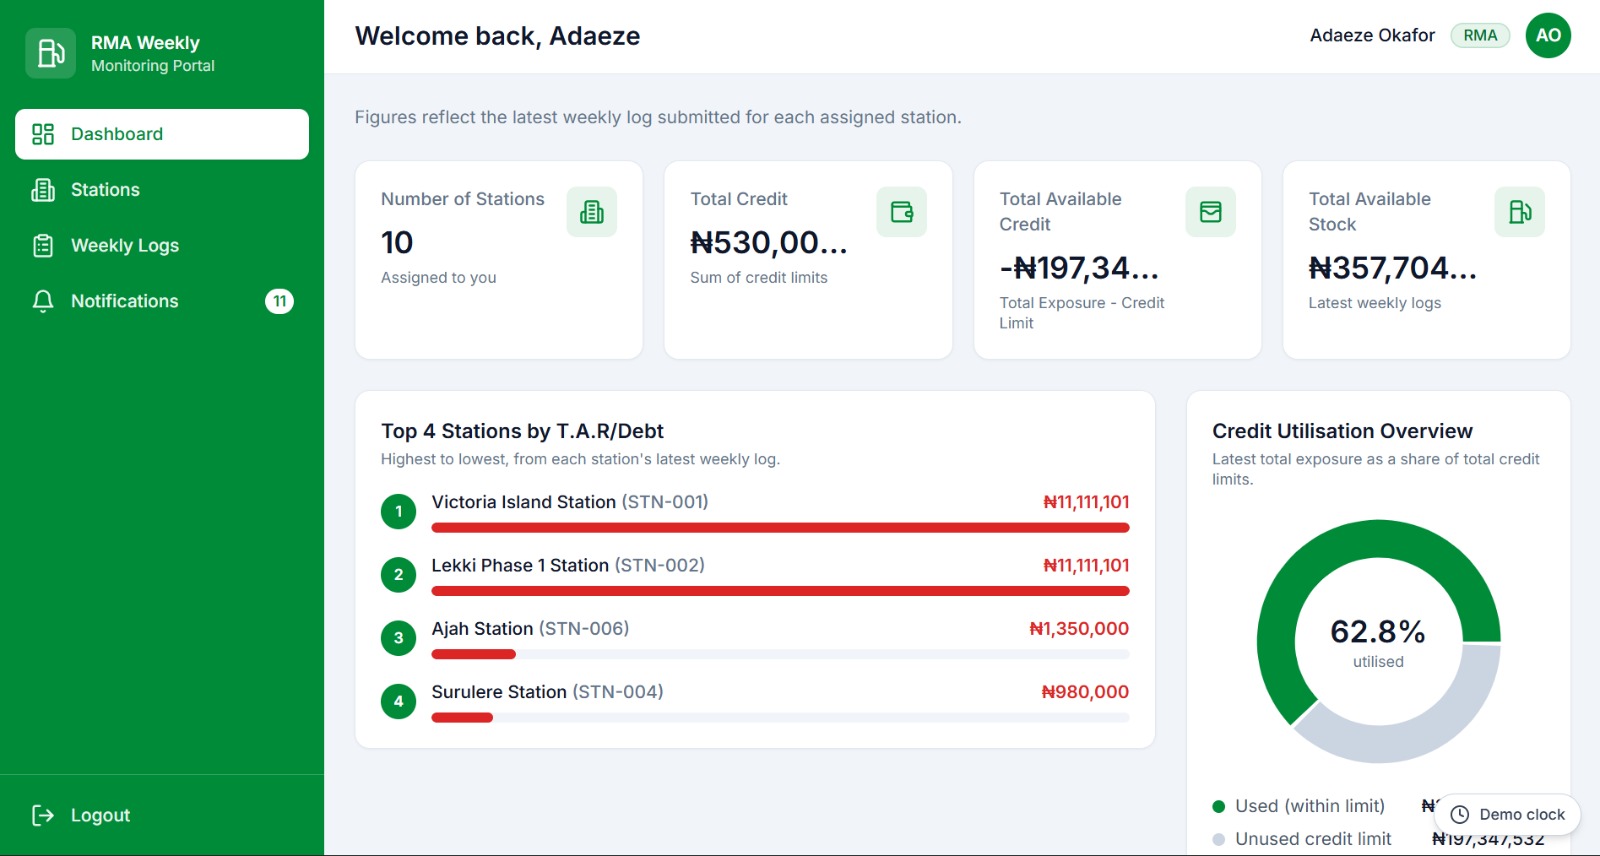 RMA Weekly
Monitoring Portal
Dashboard
Stations
Weekly Logs
Notifications 11
Logout
Welcome back, Adaeze
Adaeze Okafor RMA AO
Figures reflect the latest weekly log submitted for each assigned station.
Number of Stations
10
Assigned to you
Total Credit
₦530,00...
Sum of credit limits
Total Available
Credit
-₦197,34...
Total Exposure - Credit
Limit
Total Available
Stock
₦357,704...
Latest weekly logs
Top 4 Stations by T.A.R/Debt
Highest to lowest, from each station's latest weekly log.
1 Victoria Island Station (STN-001) ₦11,111,101
2 Lekki Phase 1 Station (STN-002) ₦11,111,101
3 Ajah Station (STN-006) ₦1,350,000
4 Surulere Station (STN-004) ₦980,000
Credit Utilisation Overview
Latest total exposure as a share of total credit
limits.
62.8%
utilised
Used (within limit)
Demo clock
Unused credit limit ₦197,347,532